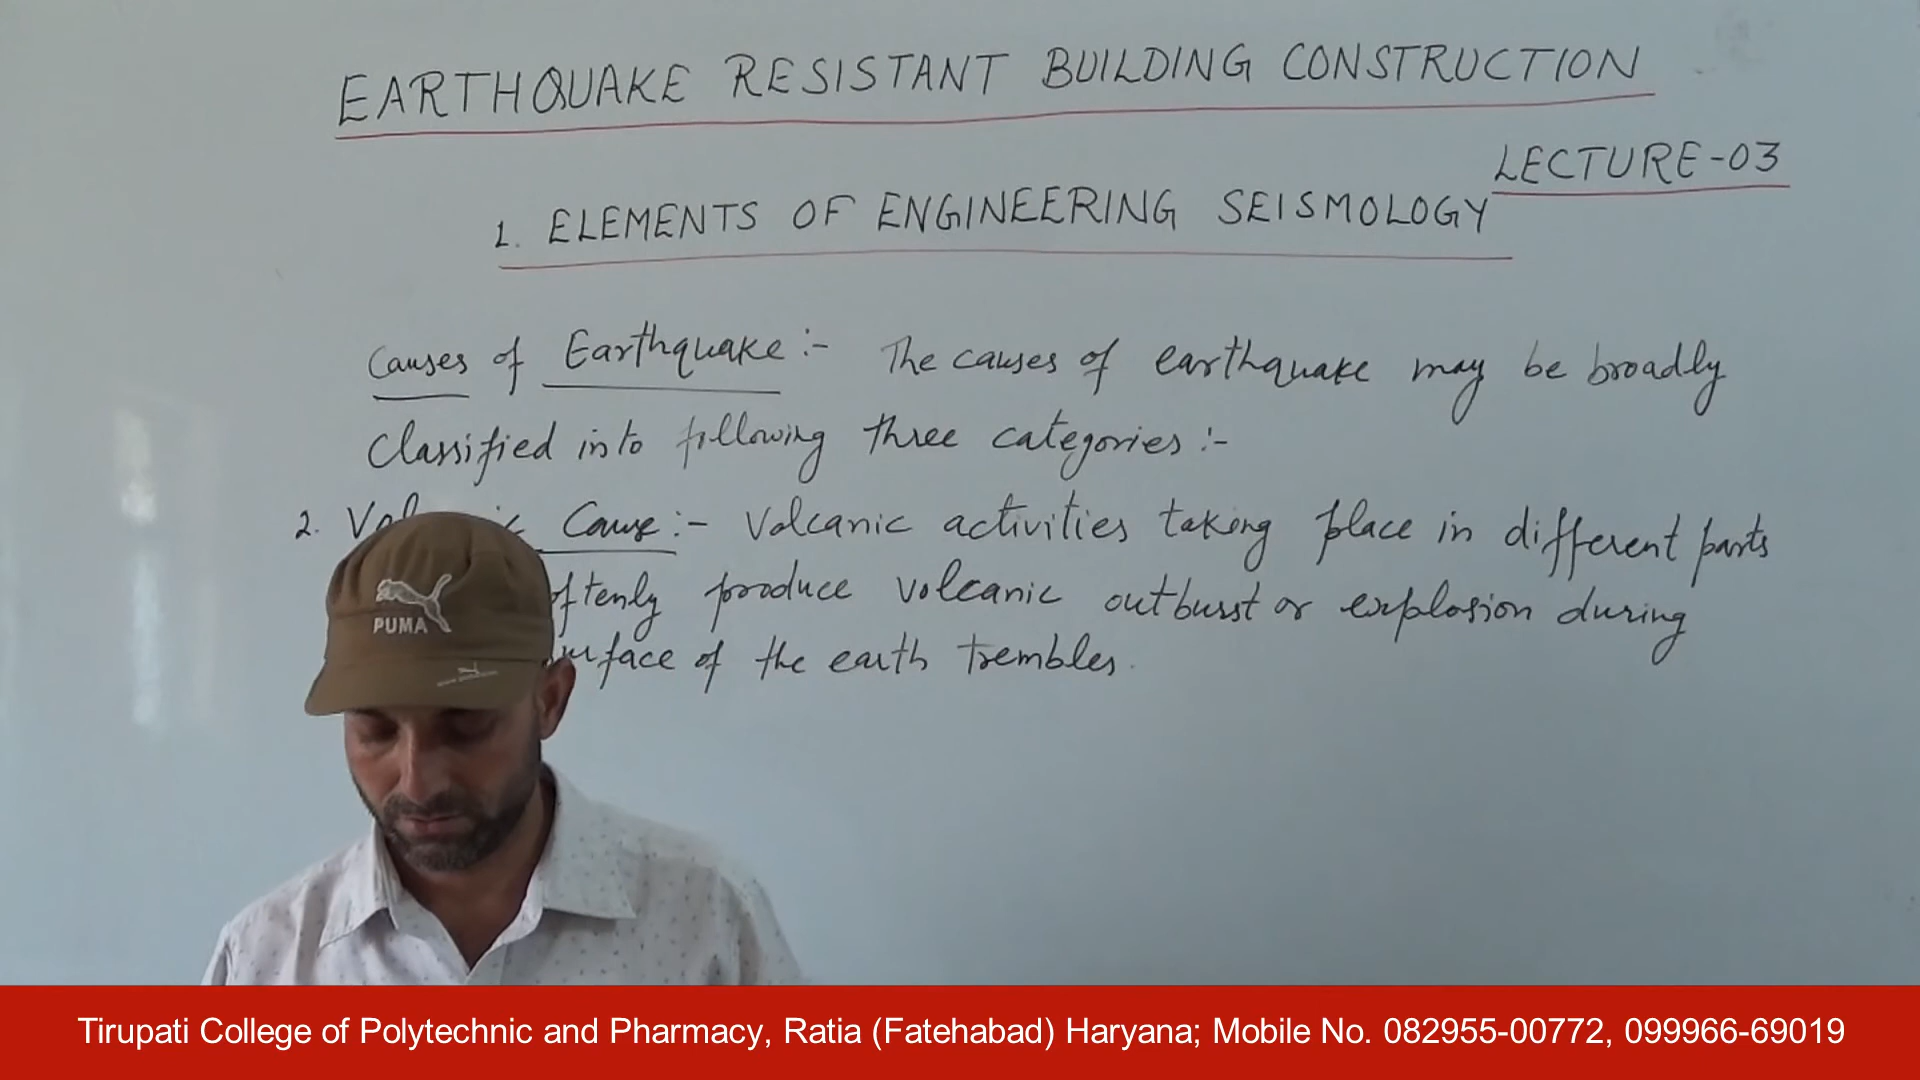 EARTHQUAKE RESISTANT BUILDING CONSTRUCTION
LECTURE-03
1. ELEMENTS OF ENGINEERING SEISMOLOGY
Causes of Earthquake :- The causes of earthquake may be broadly
classified into following three categories :-
2. Cause :- Volcanic activities taking place in different parts
oftenly produce volcanic outburst or explosion during
surface of the earth trembles.
PUMA
Tirupati College of Polytechnic and Pharmacy, Ratia (Fatehabad) Haryana; Mobile No. 082955-00772, 099966-69019